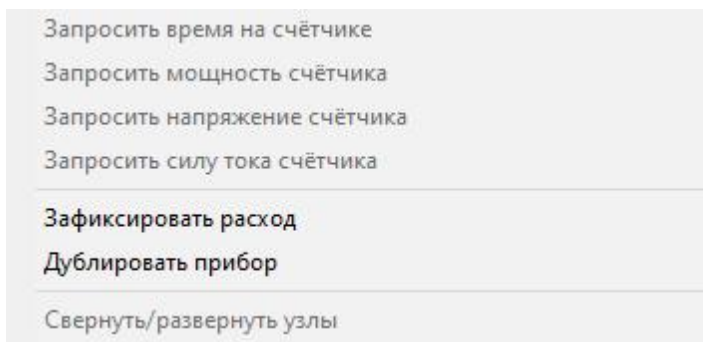 Запросить время на счётчике
Запросить мощность счётчика
Запросить напряжение счётчика
Запросить силу тока счётчика
Зафиксировать расход
Дублировать прибор
Свернуть/развернуть узлы